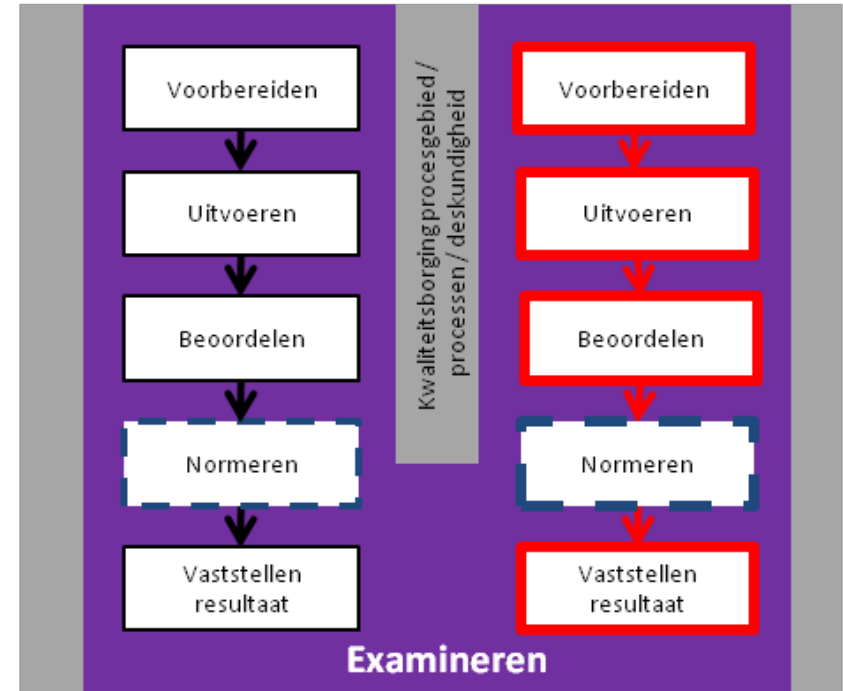 Voorbereiden
Uitvoeren
Beoordelen
Normeren
Vaststellen
resultaat
Kwaliteitsborging procesgebied /
processen / deskundigheid
Voorbereiden
Uitvoeren
Beoordelen
Normeren
Vaststellen
resultaat
Examineren